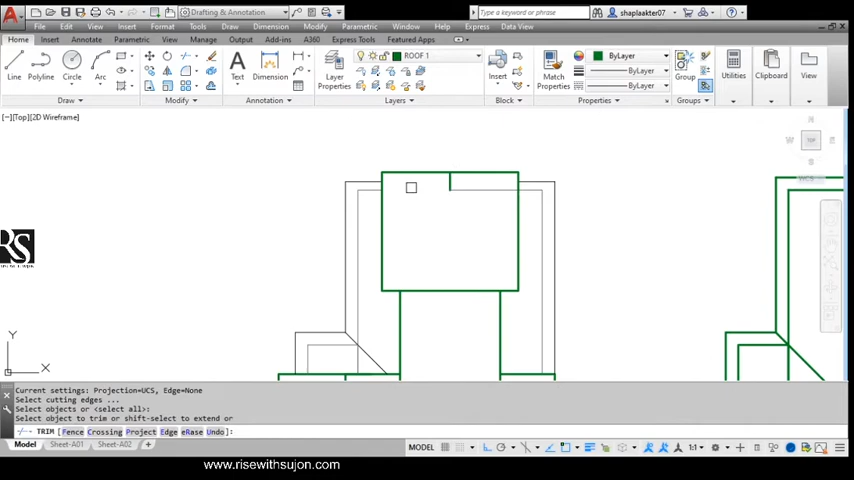 Drafting & Annotation
Type a keyword or phrase
shaplaakter07
File Edit View Insert Format Tools Draw Dimension Modify Parametric Window Express Data View
Home Insert Annotate Parametric View Manage Output Add-ins A360 Express Tools Featured Apps
Line Polyline Circle Arc
Text Dimension
Layer Properties
ROOF 1
Insert
Match Properties
ByLayer
ByLayer
ByLayer
Group
Utilities
Clipboard
View
Draw Modify Annotation Layers Block Properties Groups
[−][Top][2D Wireframe]
W TOP E
S
WCS
RS
Y
X
Current settings: Projection=UCS, Edge=None
Select cutting edges ...
Select objects or <select all>:
Select object to trim or shift-select to extend or
TRIM [Fence Crossing Project Edge eRase Undo]:
Model Sheet-A01 Sheet-A02 +
MODEL
1:1
www.risewithsujon.com